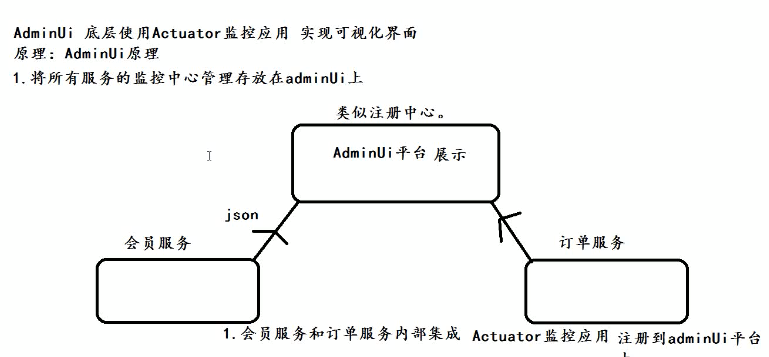 AdminUi 底层使用Actuator监控应用 实现可视化界面
原理：AdminUi原理
1.将所有服务的监控中心管理存放在adminUi上
类似注册中心。
AdminUi平台 展示
json
会员服务
订单服务
1.会员服务和订单服务内部集成 Actuator监控应用 注册到adminUi平台